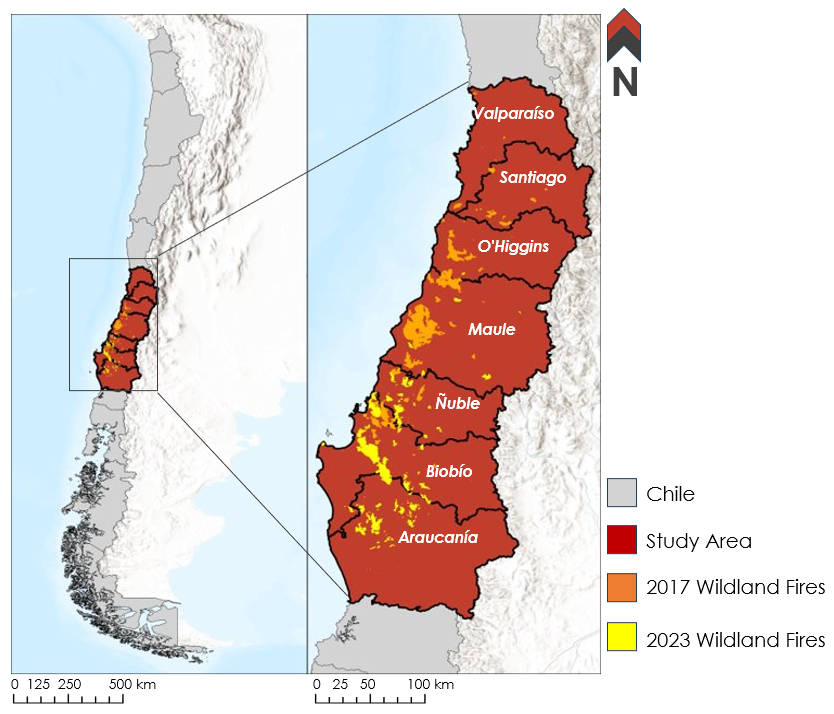 N
Valparaíso
Santiago
O'Higgins
Maule
Ñuble
Biobío
Araucanía
Chile
Study Area
2017 Wildland Fires
2023 Wildland Fires
0 125 250 500 km
0 25 50 100 km